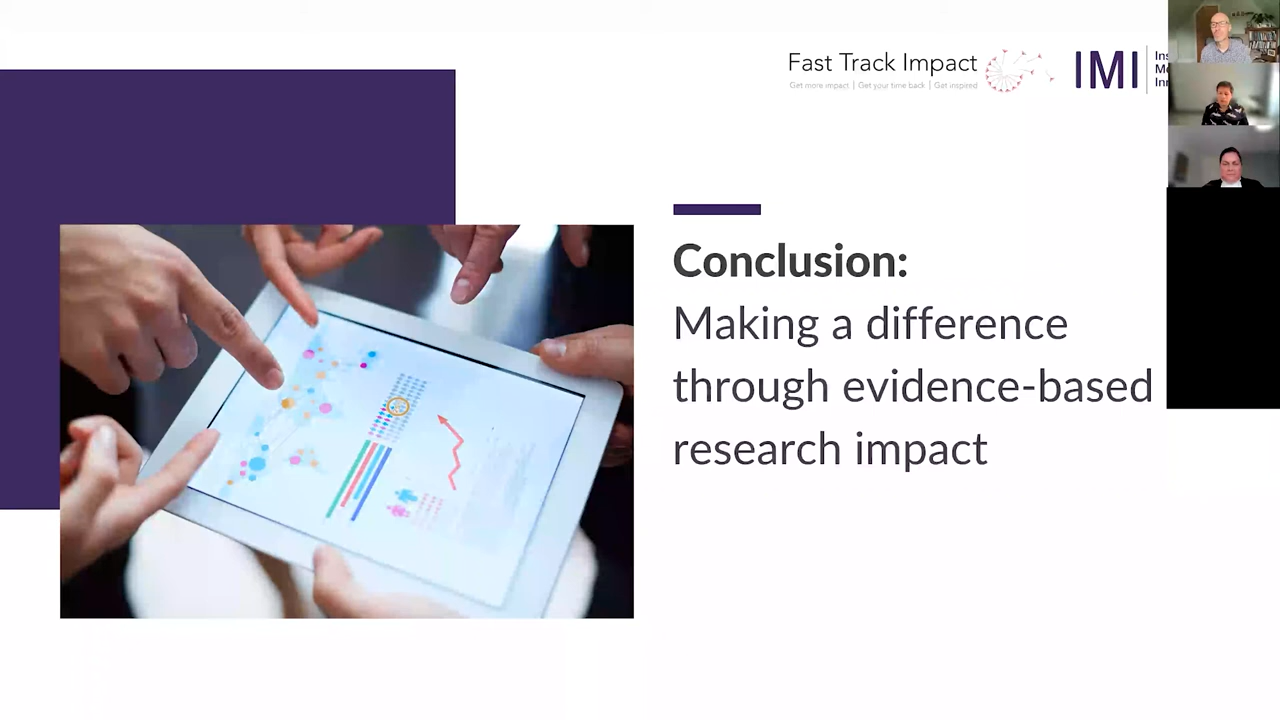 Fast Track Impact
Get more impact | Get your time back | Get inspired
IMI
Conclusion:
Making a difference
through evidence-based
research impact